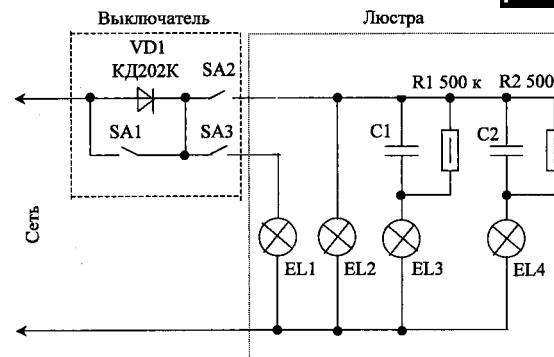 Выключатель
Люстра
VD1
КД202К
SA2
R1 500 к
R2 500
SA1
SA3
C1
C2
Сеть
EL1
EL2
EL3
EL4